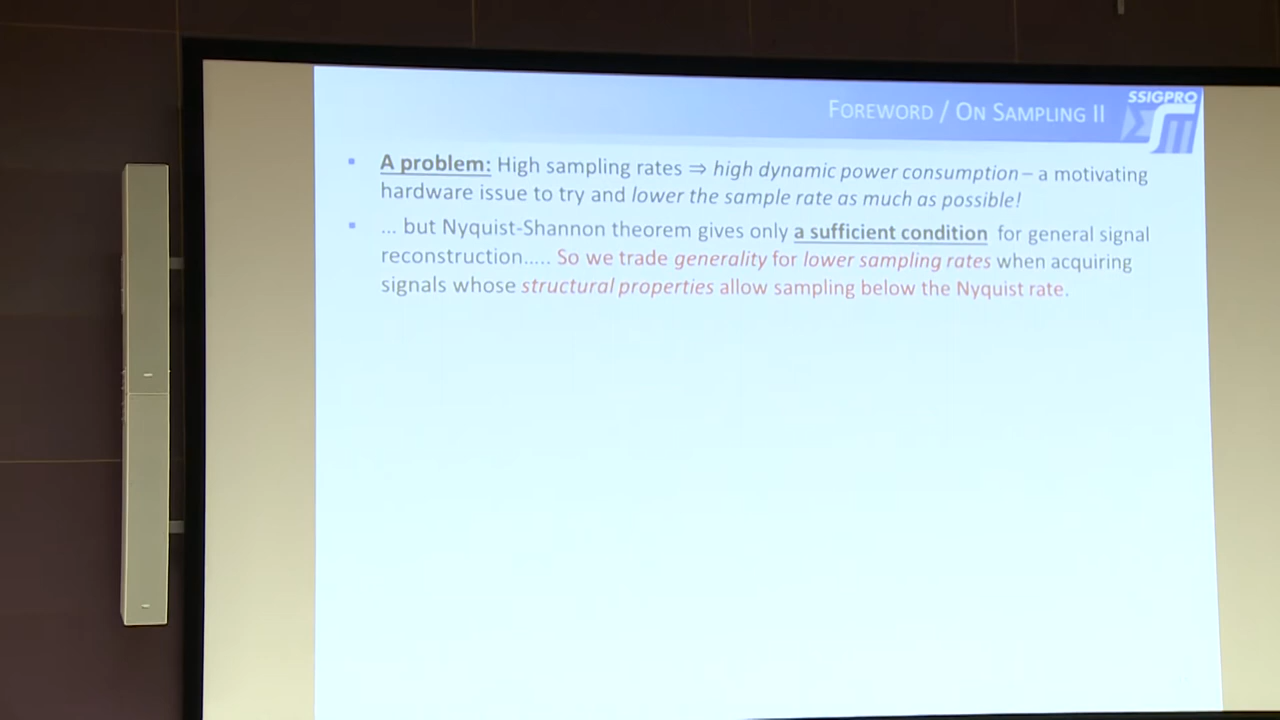 FOREWORD / ON SAMPLING II
SSIGPRO
▪ A problem: High sampling rates ⇒ high dynamic power consumption – a motivating
hardware issue to try and lower the sample rate as much as possible!
▪ ... but Nyquist-Shannon theorem gives only a sufficient condition for general signal
reconstruction..... So we trade generality for lower sampling rates when acquiring
signals whose structural properties allow sampling below the Nyquist rate.